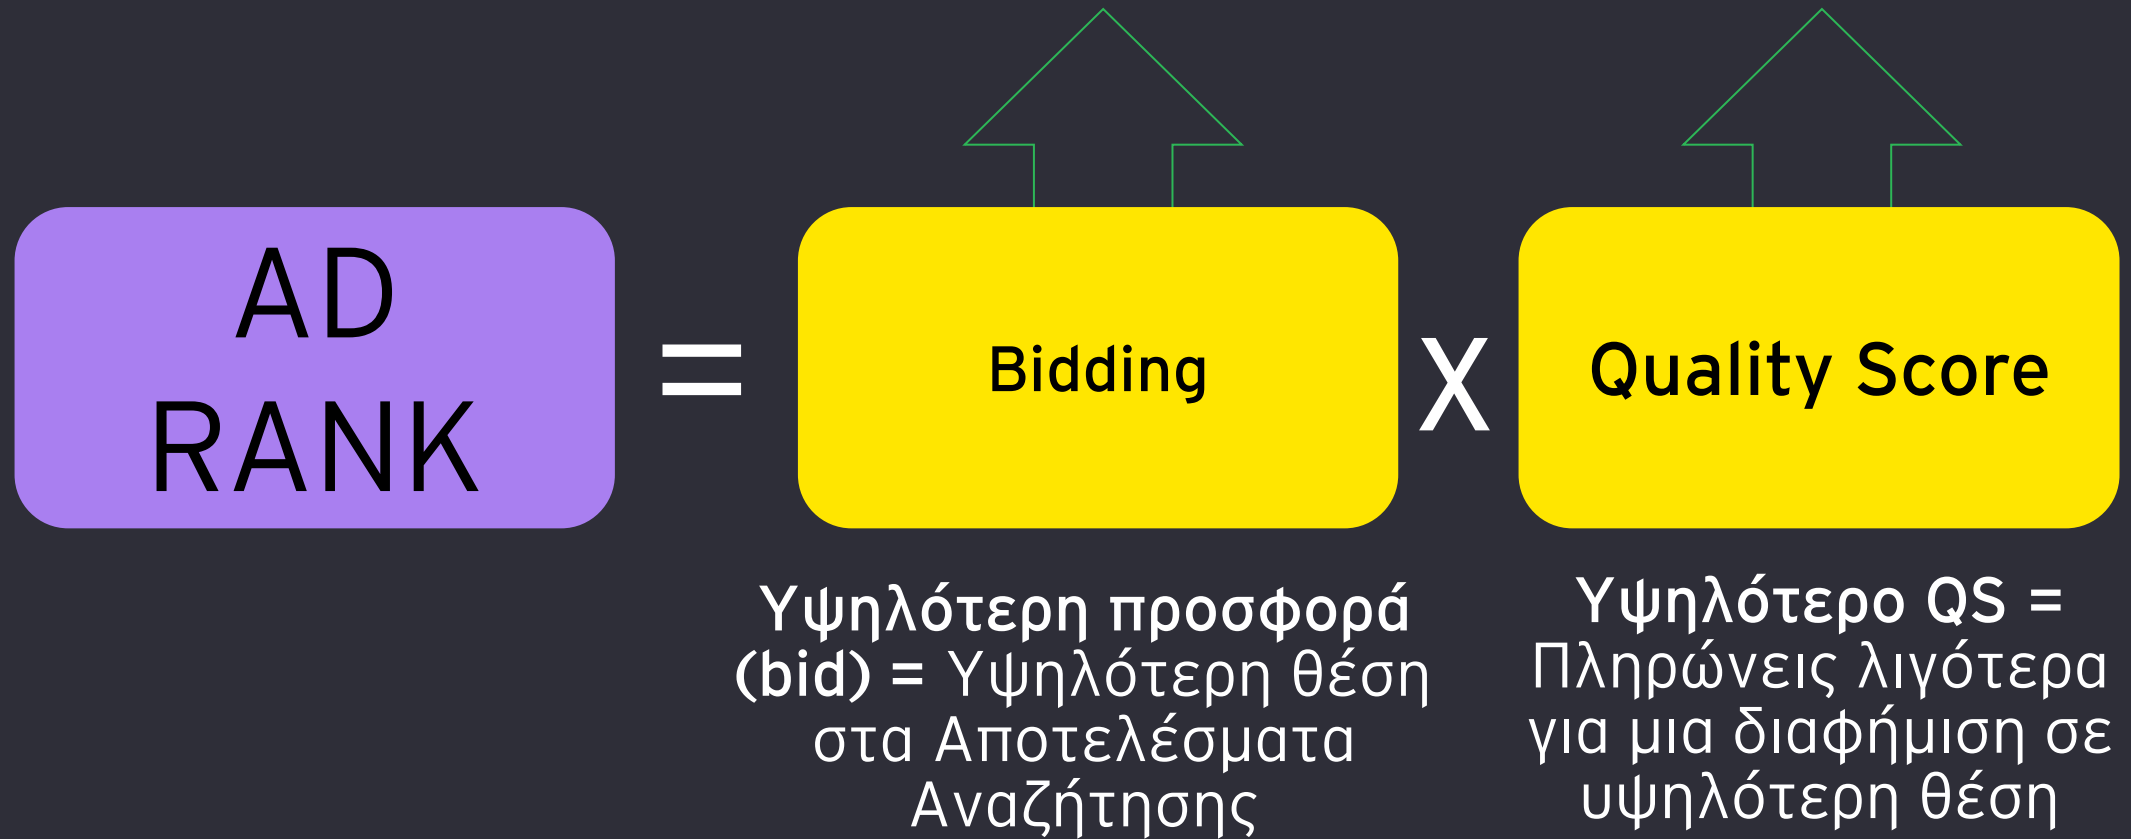 AD
RANK
=
Bidding
X
Quality Score
Υψηλότερη προσφορά
(bid) = Υψηλότερη θέση
στα Αποτελέσματα
Αναζήτησης
Υψηλότερο QS =
Πληρώνεις λιγότερα
για μια διαφήμιση σε
υψηλότερη θέση